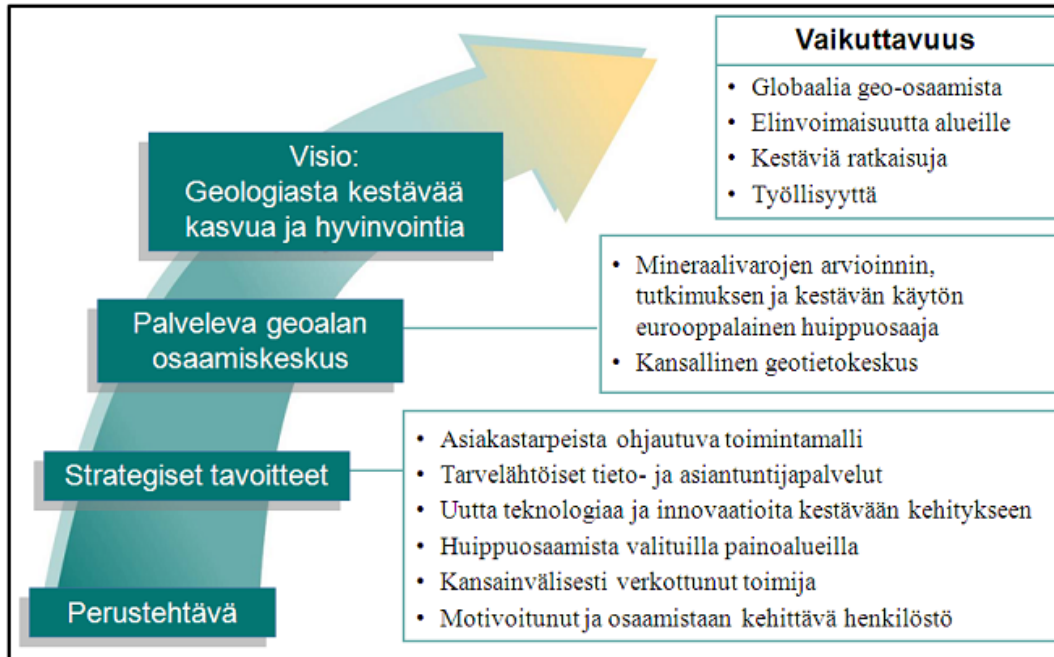 Vaikuttavuus
• Globaalia geo-osaamista
• Elinvoimaisuutta alueille
• Kestäviä ratkaisuja
• Työllisyyttä
Visio:
Geologiasta kestävää
kasvua ja hyvinvointia
• Mineraalivarojen arvioinnin,
tutkimuksen ja kestävän käytön
eurooppalainen huippuosaaja
• Kansallinen geotietokeskus
Palveleva geoalan
osaamiskeskus
• Asiakastarpeista ohjautuva toimintamalli
• Tarvelähtöiset tieto- ja asiantuntijapalvelut
• Uutta teknologiaa ja innovaatioita kestävään kehitykseen
• Huippuosaamista valituilla painoalueilla
• Kansainvälisesti verkottunut toimija
• Motivoitunut ja osaamistaan kehittävä henkilöstö
Strategiset tavoitteet
Perustehtävä